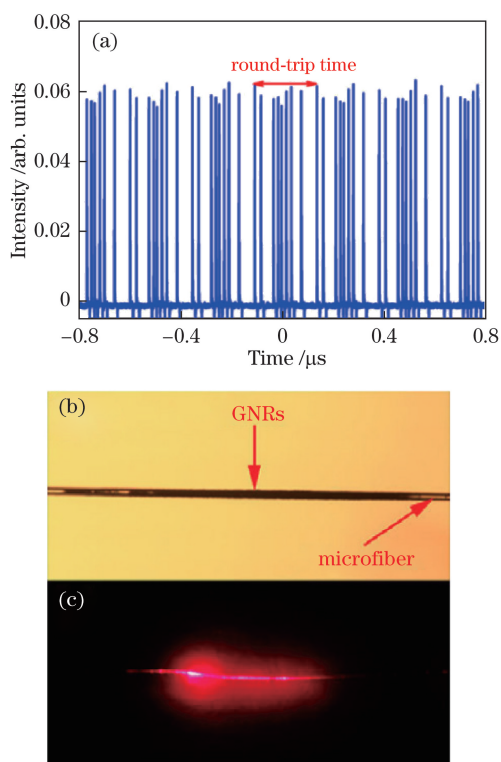 (a)
round-trip time
Intensity /arb. units
0.08
0.06
0.04
0.02
0
−0.8
−0.4
0
0.4
0.8
Time /μs
(b)
GNRs
microfiber
(c)